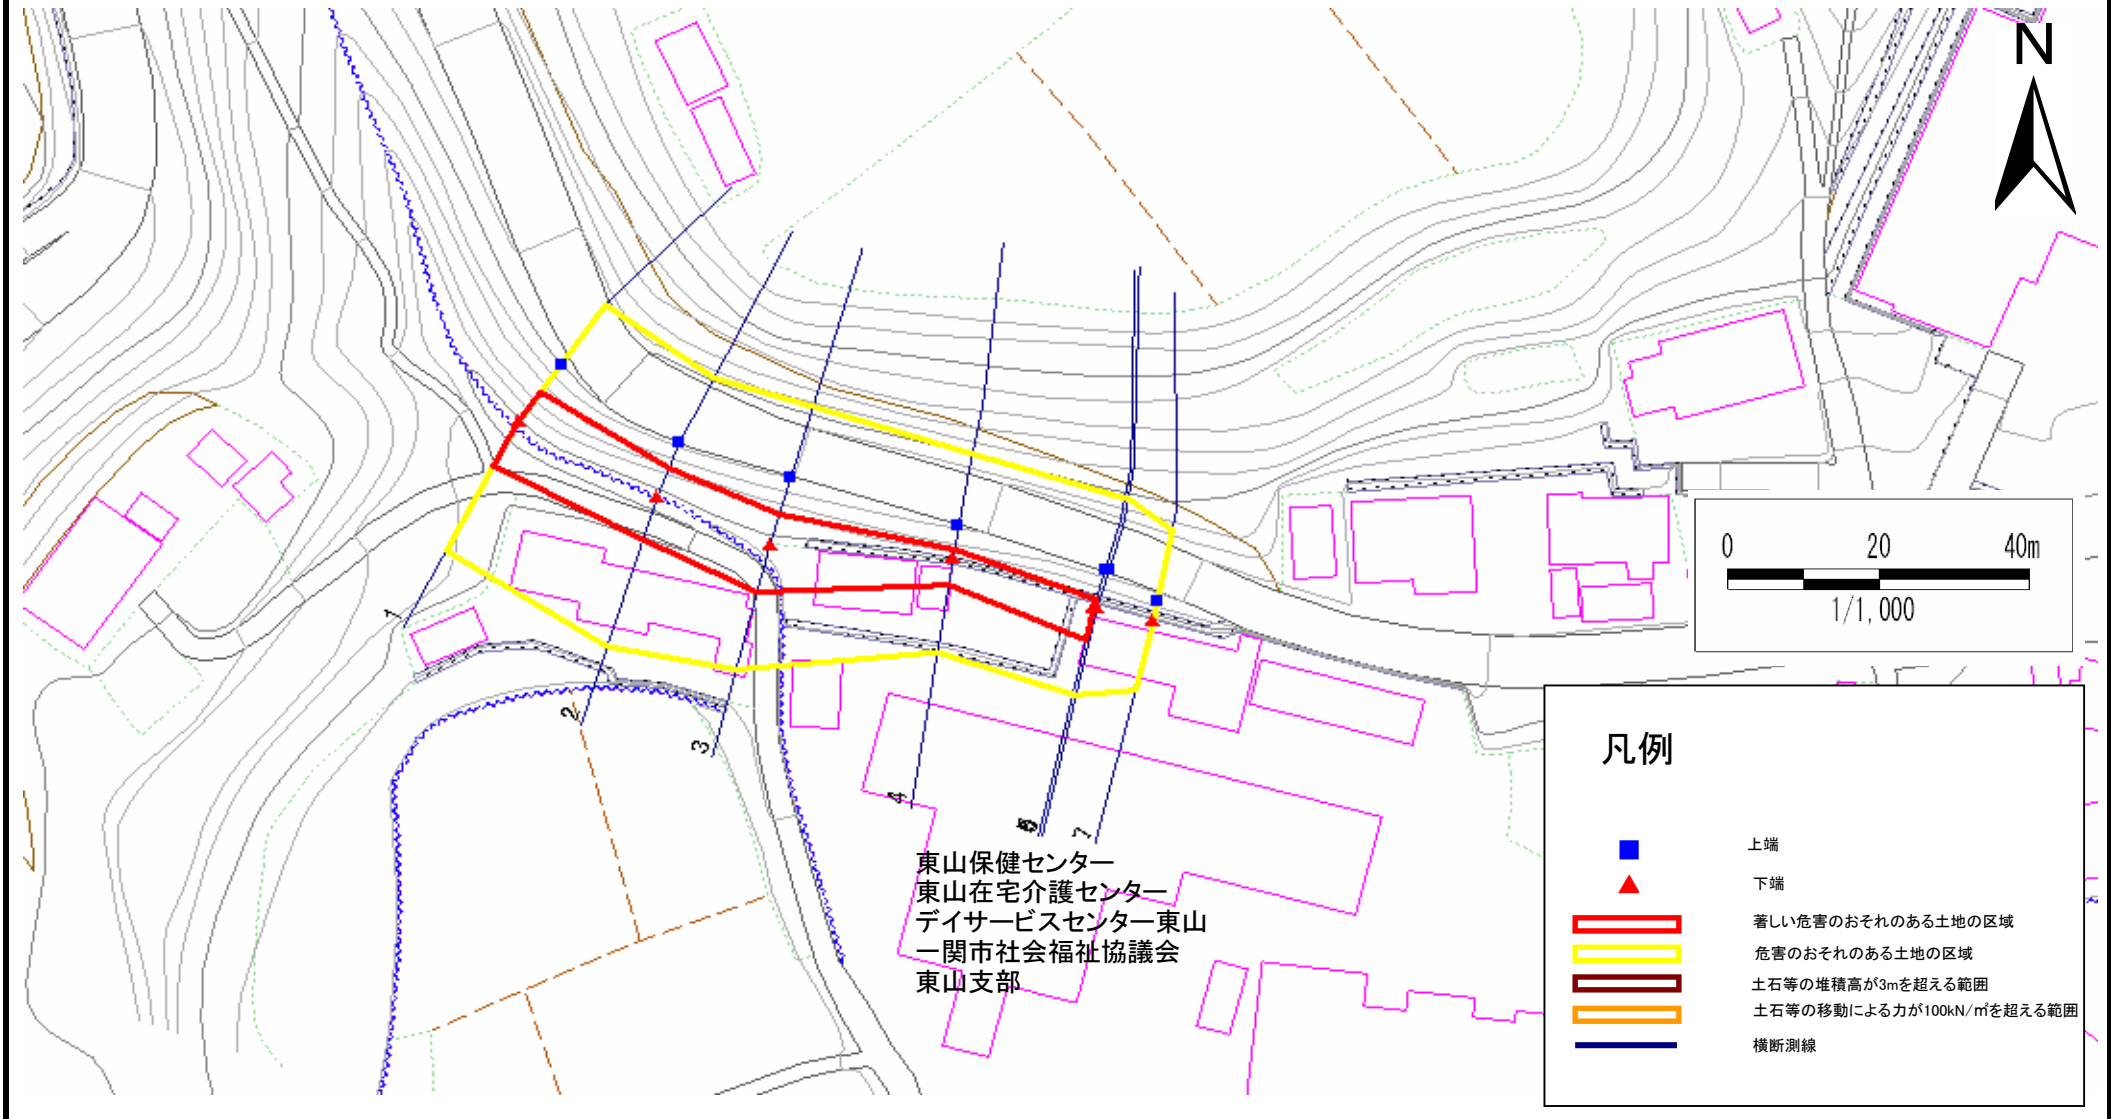 N
1
2
3
4
7
0 20 40m
1/1,000
東山保健センター
東山在宅介護センター
デイサービスセンター東山
一関市社会福祉協議会
東山支部
凡例
上端
下端
著しい危害のおそれのある土地の区域
危害のおそれのある土地の区域
土石等の堆積高が3mを超える範囲
土石等の移動による力が100kN/㎡を超える範囲
横断測線